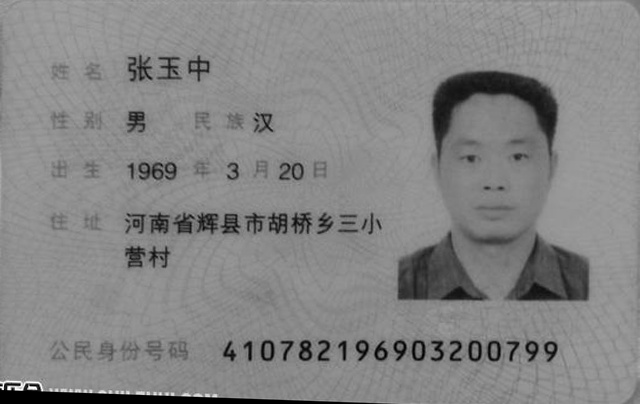 姓名 张玉中
性别 男 民族 汉
出生 1969 年 3 月 20 日
住址 河南省辉县市胡桥乡三小
营村
公民身份号码 410782196903200799